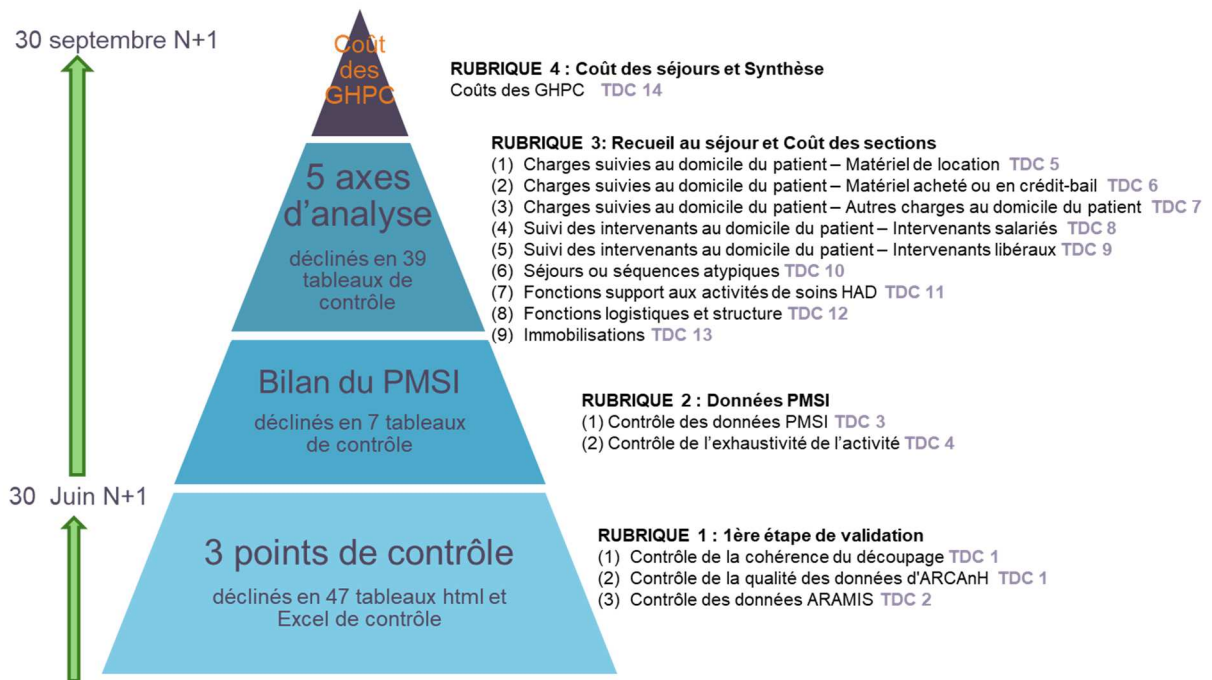 30 septembre N+1
Coût
des
GHPC
RUBRIQUE 4 : Coût des séjours et Synthèse
Coûts des GHPC TDC 14
5 axes
d'analyse
déclinés en 39
tableaux de
contrôle
RUBRIQUE 3: Recueil au séjour et Coût des sections
(1) Charges suivies au domicile du patient – Matériel de location TDC 5
(2) Charges suivies au domicile du patient – Matériel acheté ou en crédit-bail TDC 6
(3) Charges suivies au domicile du patient – Autres charges au domicile du patient TDC 7
(4) Suivi des intervenants au domicile du patient – Intervenants salariés TDC 8
(5) Suivi des intervenants au domicile du patient – Intervenants libéraux TDC 9
(6) Séjours ou séquences atypiques TDC 10
(7) Fonctions support aux activités de soins HAD TDC 11
(8) Fonctions logistiques et structure TDC 12
(9) Immobilisations TDC 13
Bilan du PMSI
déclinés en 7 tableaux
de contrôle
RUBRIQUE 2 : Données PMSI
(1) Contrôle des données PMSI TDC 3
(2) Contrôle de l'exhaustivité de l'activité TDC 4
30 Juin N+1
3 points de contrôle
déclinés en 47 tableaux html et
Excel de contrôle
RUBRIQUE 1 : 1ère étape de validation
(1) Contrôle de la cohérence du découpage TDC 1
(2) Contrôle de la qualité des données d'ARCAnH TDC 1
(3) Contrôle des données ARAMIS TDC 2